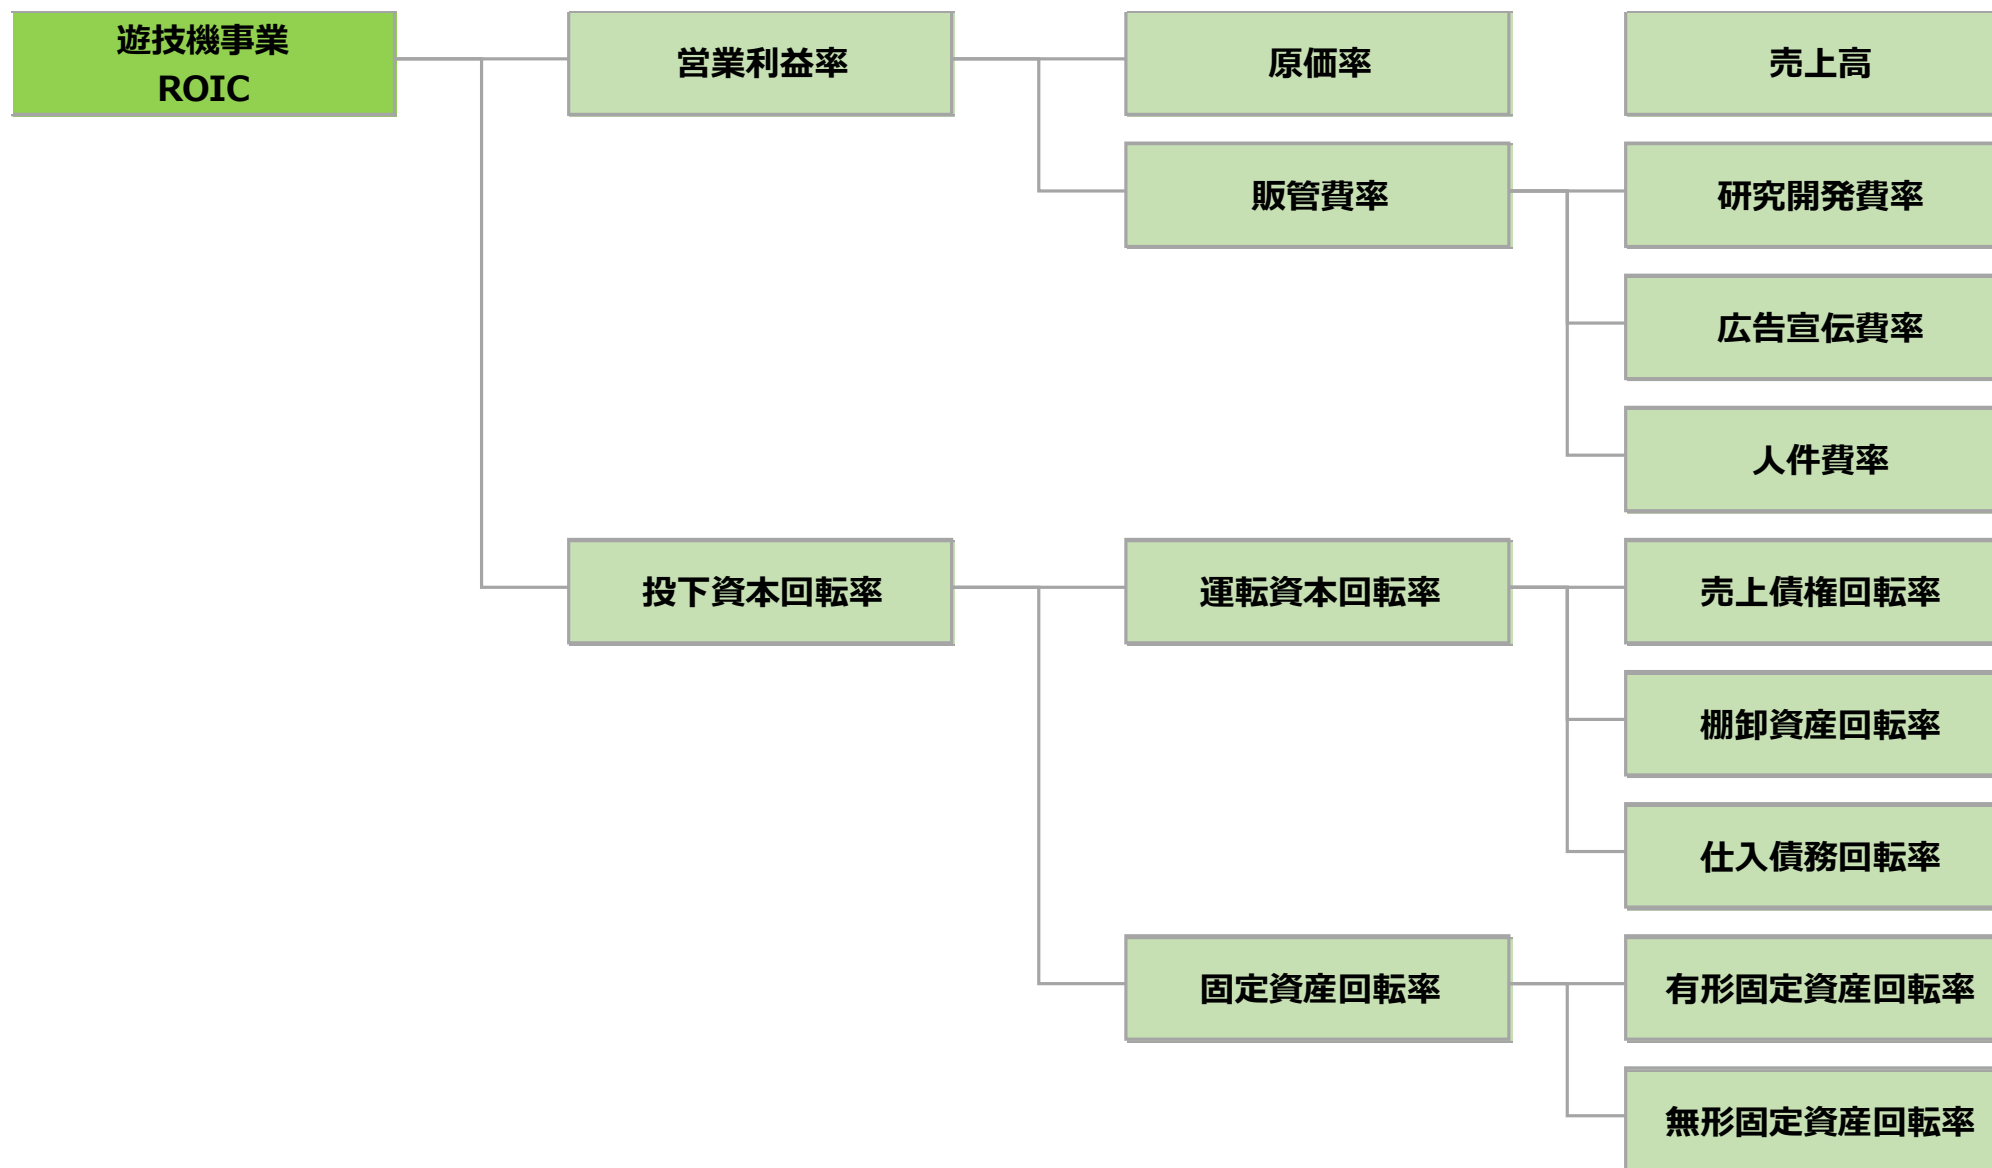 遊技機事業
ROIC
営業利益率
原価率
売上高
販管費率
研究開発費率
広告宣伝費率
人件費率
投下資本回転率
運転資本回転率
売上債権回転率
棚卸資産回転率
仕入債務回転率
固定資産回転率
有形固定資産回転率
無形固定資産回転率